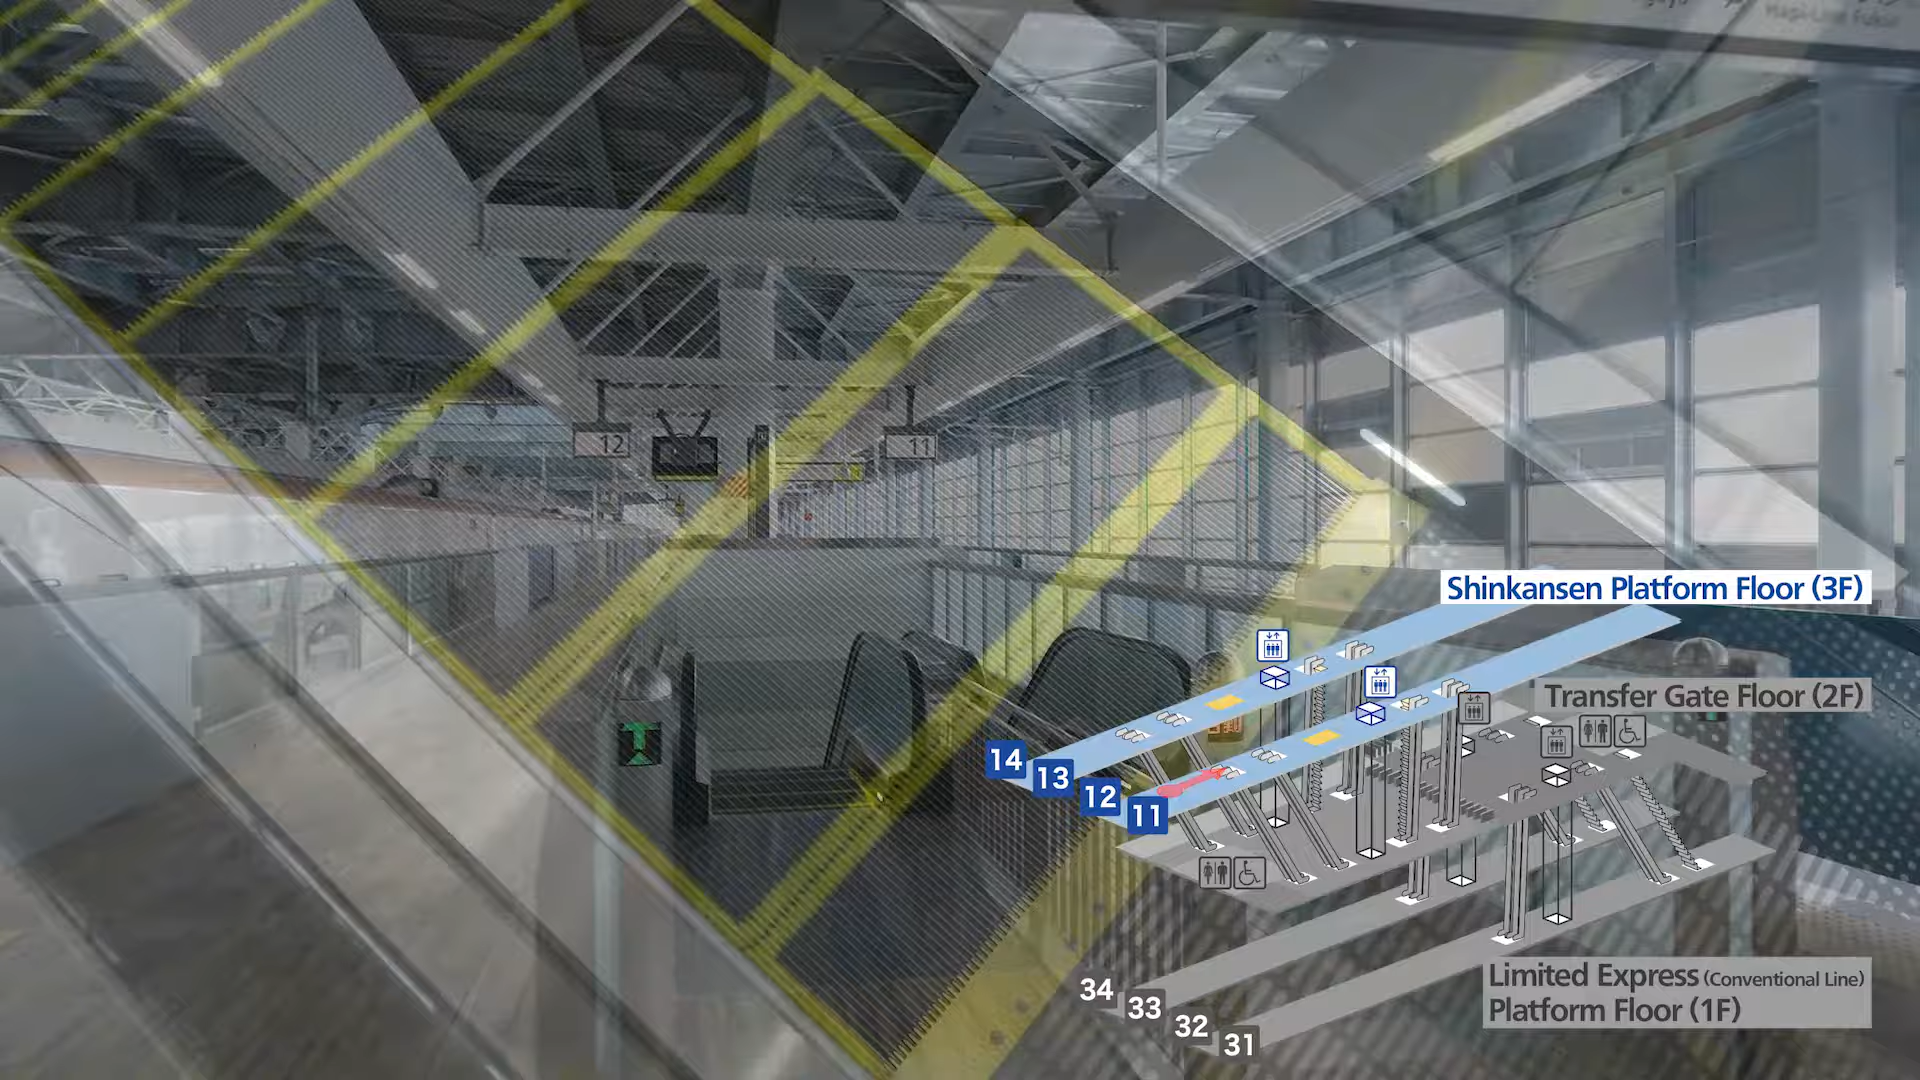 12
11
Shinkansen Platform Floor (3F)
Transfer Gate Floor (2F)
14
13
12
11
34
33
32
31
Limited Express (Conventional Line)
Platform Floor (1F)